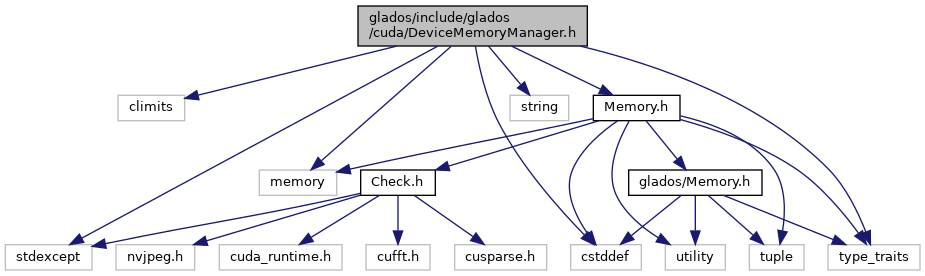 glados/include/glados
/cuda/DeviceMemoryManager.h
climits
string
Memory.h
memory
Check.h
glados/Memory.h
stdexcept
nvjpeg.h
cuda_runtime.h
cufft.h
cusparse.h
cstddef
utility
tuple
type_traits